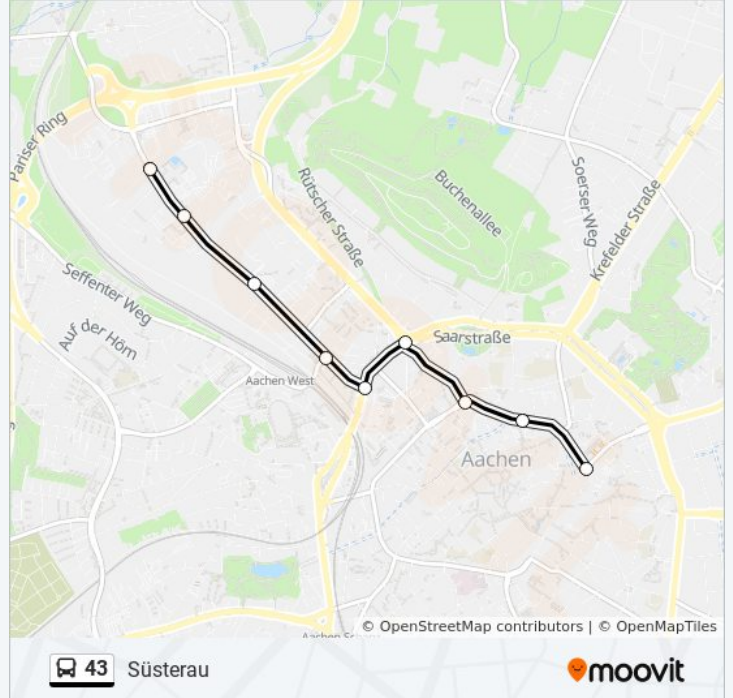 Pariser Ring
Rütscher Straße
Buchenallee
Soerser Weg
Krefelder Straße
Seffenter Weg
Auf der Hörn
Saarstraße
Aachen West
Aachen
© OpenStreetMap contributors | © OpenMapTiles
43 Süsterau
moovit